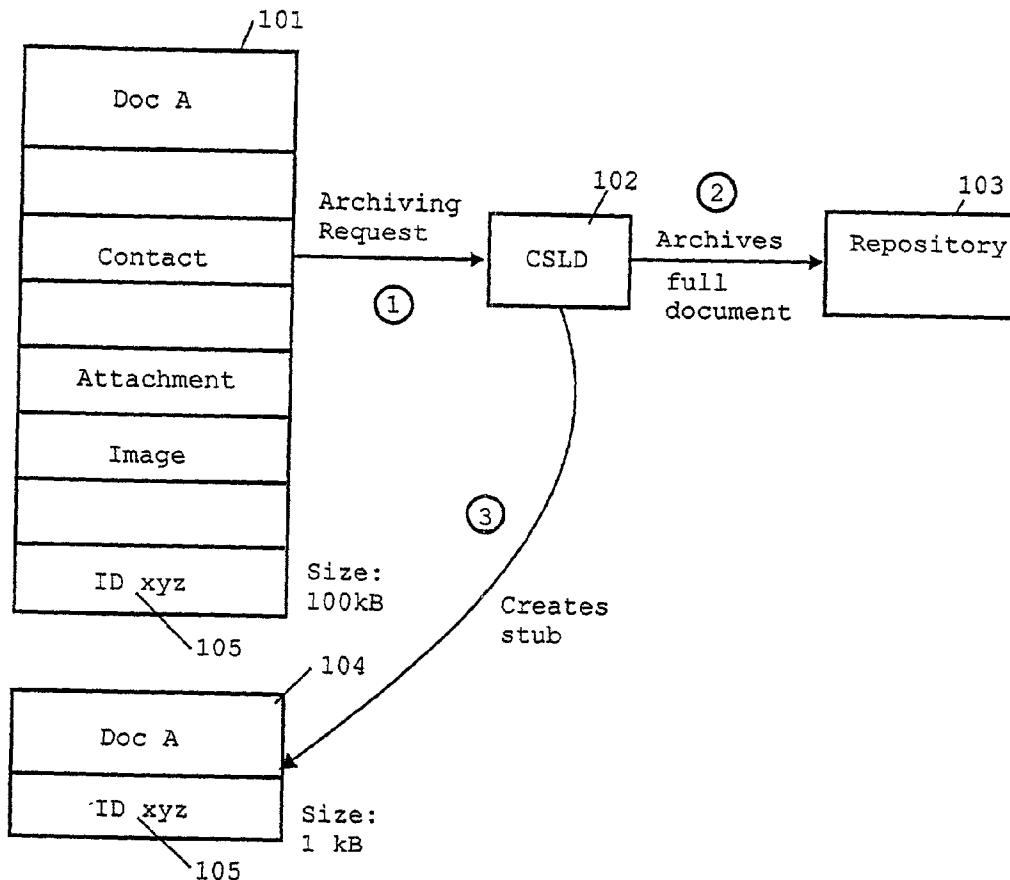 101
Doc A
Contact
Attachment
Image
ID xyz
105
Size:
100kB
Archiving
Request
1
102
CSLD
2
Archives
full
document
103
Repository
3
Creates
stub
104
Doc A
ID xyz
105
Size:
1 kB